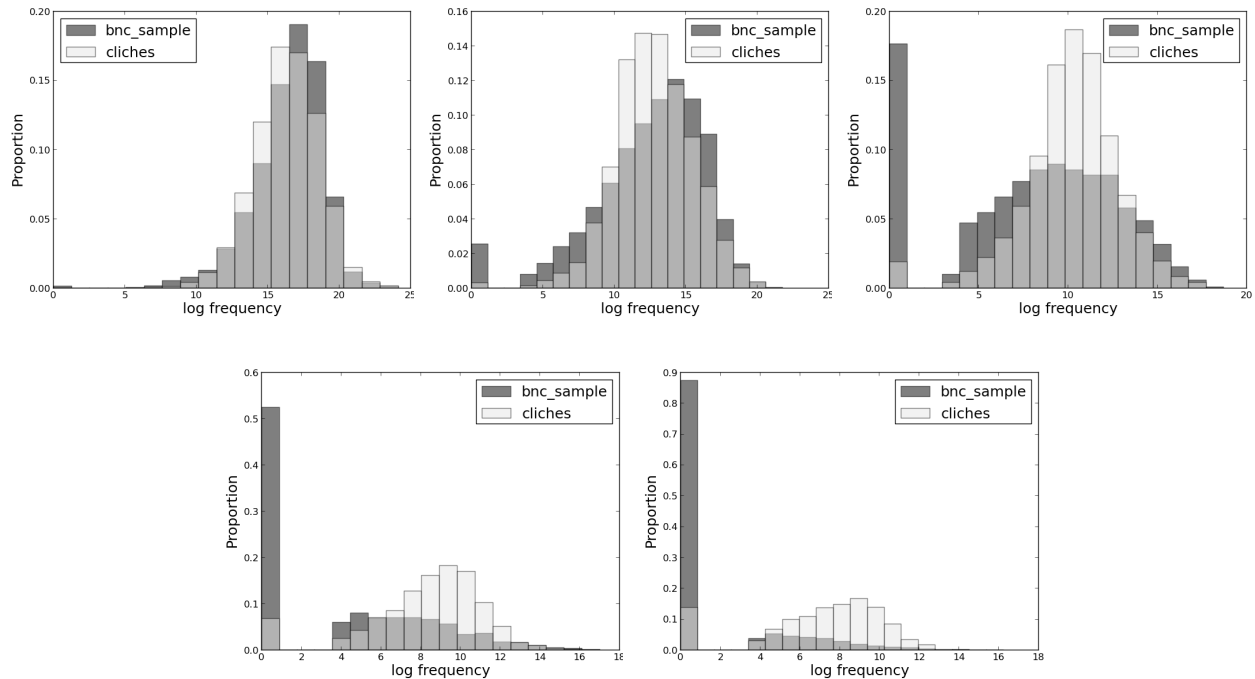 0.20
0.15
0.10
0.05
0.00
0 5 10 15 20 25
log frequency
Proportion
bnc_sample
cliches
0.16
0.14
0.12
0.10
0.08
0.06
0.04
0.02
0.00
0 5 10 15 20 25
log frequency
Proportion
bnc_sample
cliches
0.20
0.15
0.10
0.05
0.00
0 5 10 15 20
log frequency
Proportion
bnc_sample
cliches
0.6
0.5
0.4
0.3
0.2
0.1
0.0
0 2 4 6 8 10 12 14 16 18
log frequency
Proportion
bnc_sample
cliches
0.9
0.8
0.7
0.6
0.5
0.4
0.3
0.2
0.1
0.0
0 2 4 6 8 10 12 14 16 18
log frequency
Proportion
bnc_sample
cliches